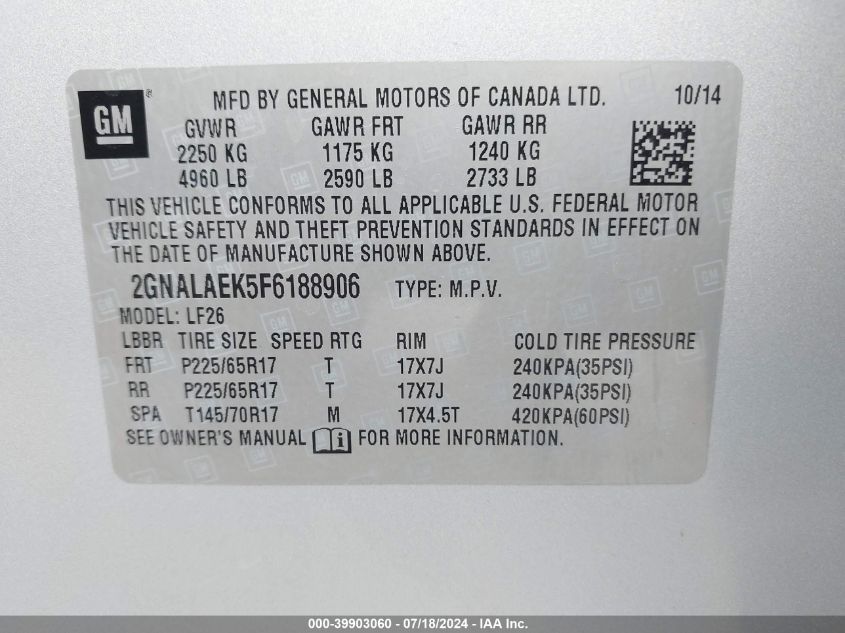 GM ® MFD BY GENERAL MOTORS OF CANADA LTD. 10/14
GVWR GAWR FRT GAWR RR
2250 KG 1175 KG 1240 KG
4960 LB 2590 LB 2733 LB
THIS VEHICLE CONFORMS TO ALL APPLICABLE U.S. FEDERAL MOTOR
VEHICLE SAFETY AND THEFT PREVENTION STANDARDS IN EFFECT ON
THE DATE OF MANUFACTURE SHOWN ABOVE.
2GNALAEK5F6188906 TYPE: M.P.V.
MODEL: LF26
LBBR TIRE SIZE SPEED RTG RIM COLD TIRE PRESSURE
FRT P225/65R17 T 17X7J 240KPA(35PSI)
RR P225/65R17 T 17X7J 240KPA(35PSI)
SPA T145/70R17 M 17X4.5T 420KPA(60PSI)
SEE OWNER'S MANUAL i FOR MORE INFORMATION.
000-39903060 - 07/18/2024 - IAA Inc.